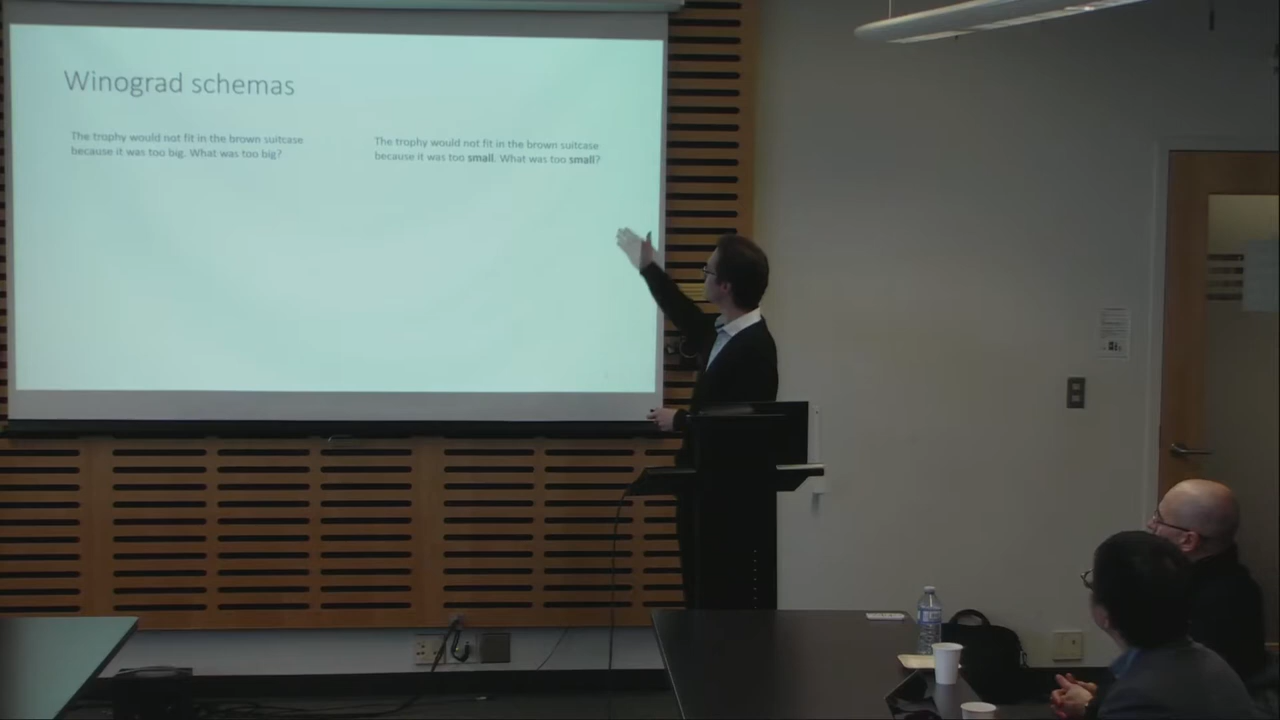 Winograd schemas
The trophy would not fit in the brown suitcase
because it was too big. What was too big?
The trophy would not fit in the brown suitcase
because it was too small. What was too small?